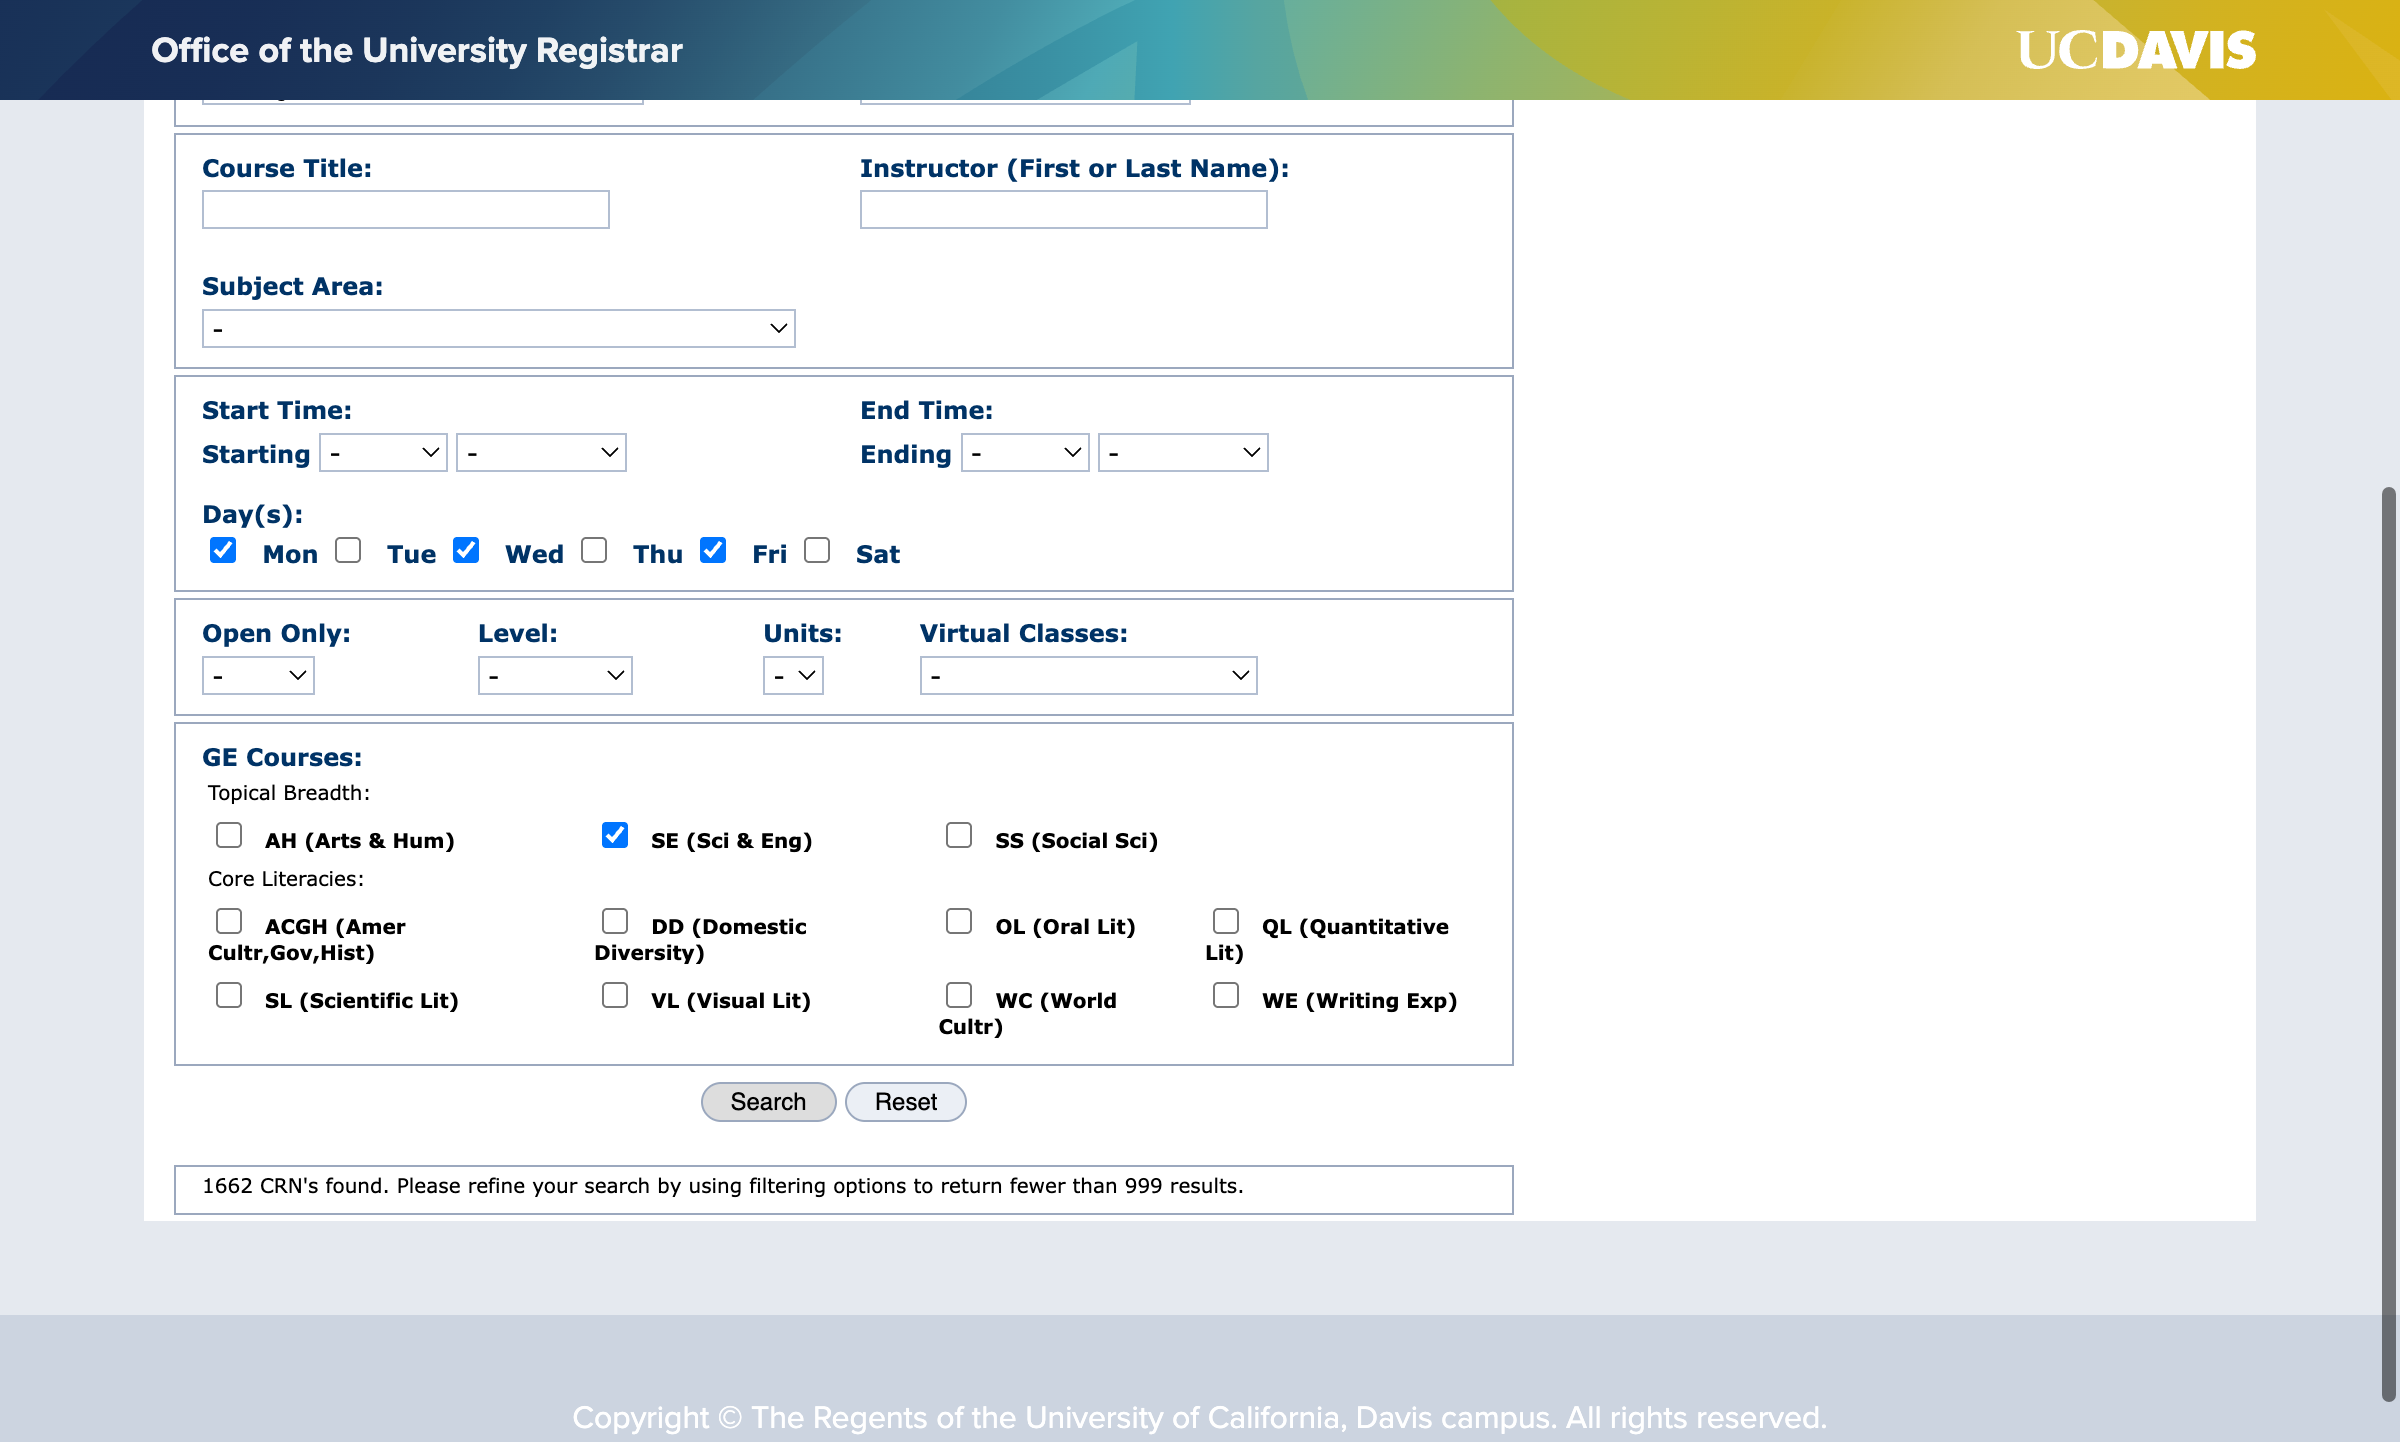 Office of the University Registrar
UCDAVIS
Course Title:
Instructor (First or Last Name):
Subject Area:
-
Start Time:
End Time:
Starting - -
Ending - -
Day(s):
Mon Tue Wed Thu Fri Sat
Open Only:
Level:
Units:
Virtual Classes:
- - - -
GE Courses:
Topical Breadth:
AH (Arts & Hum)
SE (Sci & Eng)
SS (Social Sci)
Core Literacies:
ACGH (Amer
Cultr,Gov,Hist)
DD (Domestic
Diversity)
OL (Oral Lit)
QL (Quantitative
Lit)
SL (Scientific Lit)
VL (Visual Lit)
WC (World
Cultr)
WE (Writing Exp)
Search
Reset
1662 CRN's found. Please refine your search by using filtering options to return fewer than 999 results.
Copyright © The Regents of the University of California, Davis campus. All rights reserved.